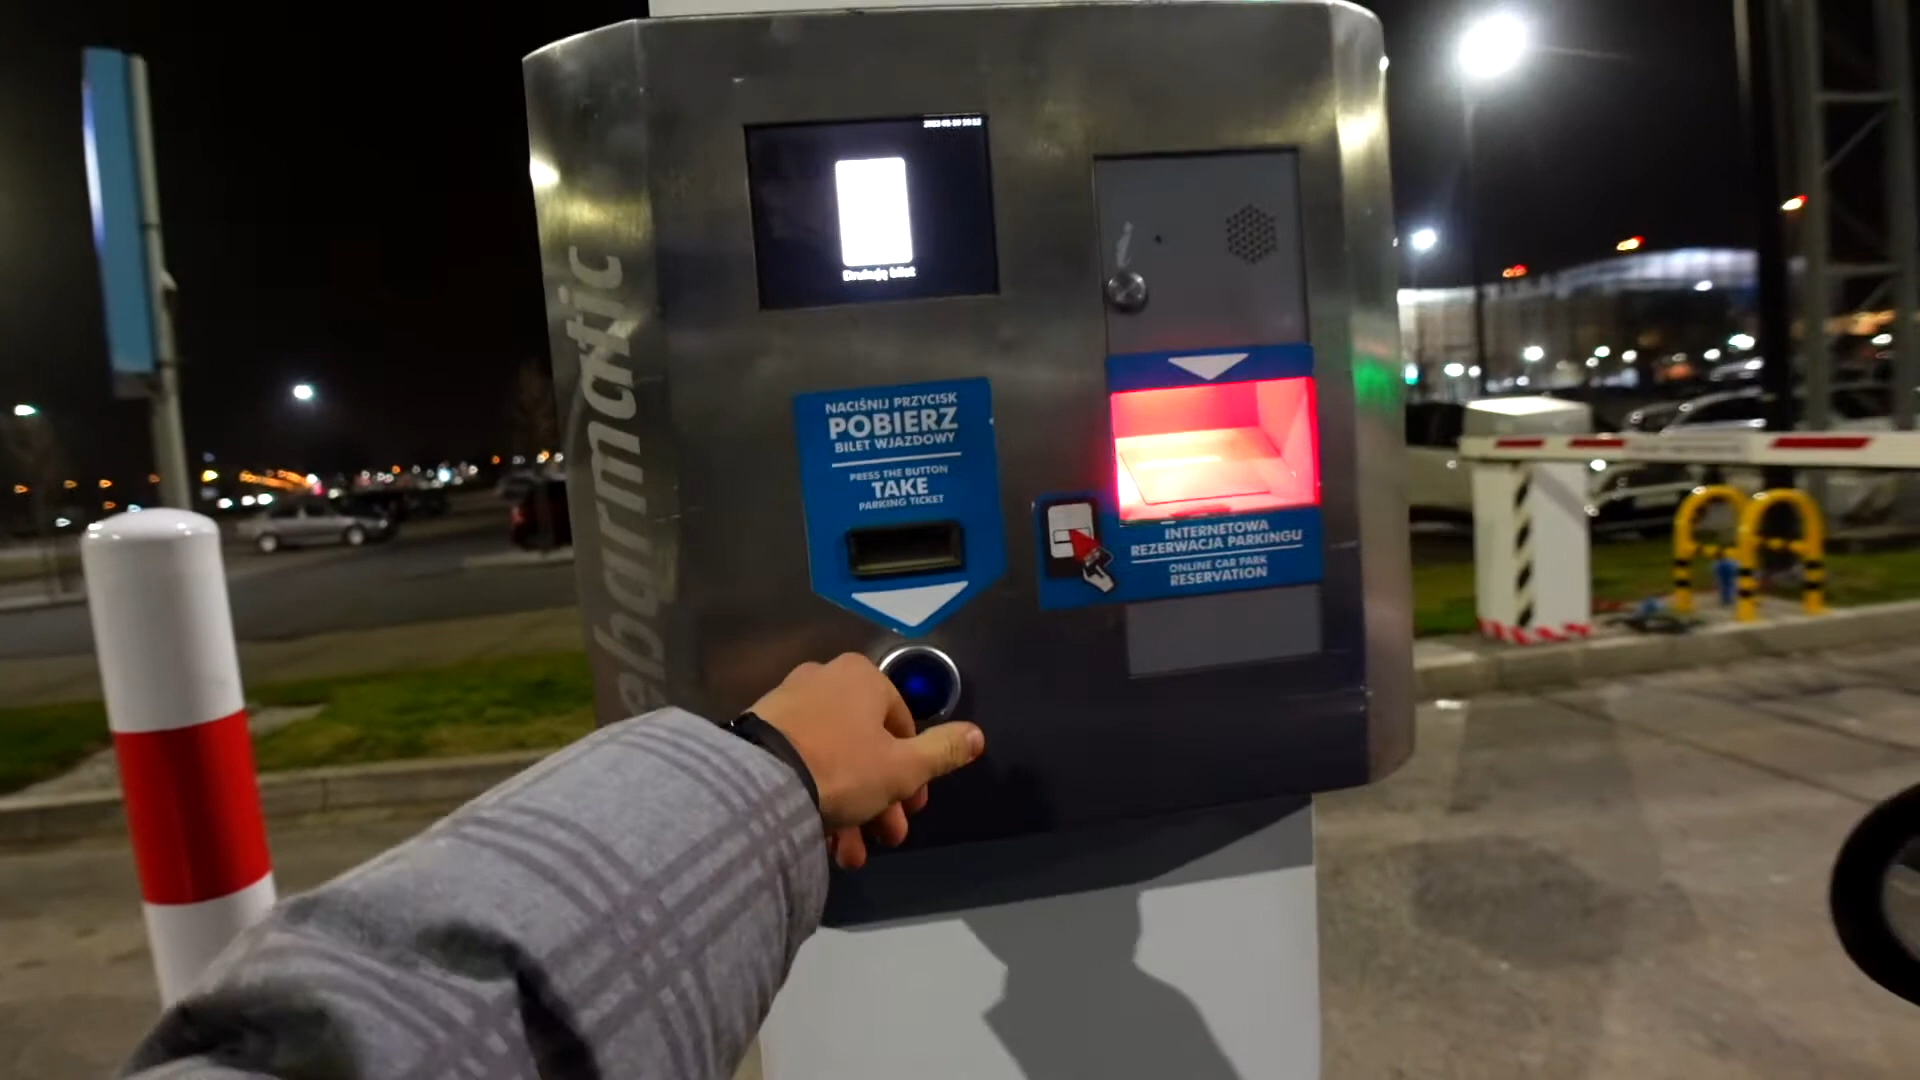 Drukuję bilet
NACIŚNIJ PRZYCISK
POBIERZ
BILET WJAZDOWY
PRESS THE BUTTON
TAKE
PARKING TICKET
INTERNETOWA
REZERWACJA PARKINGU
ONLINE CAR PARK
RESERVATION
ebarmatic